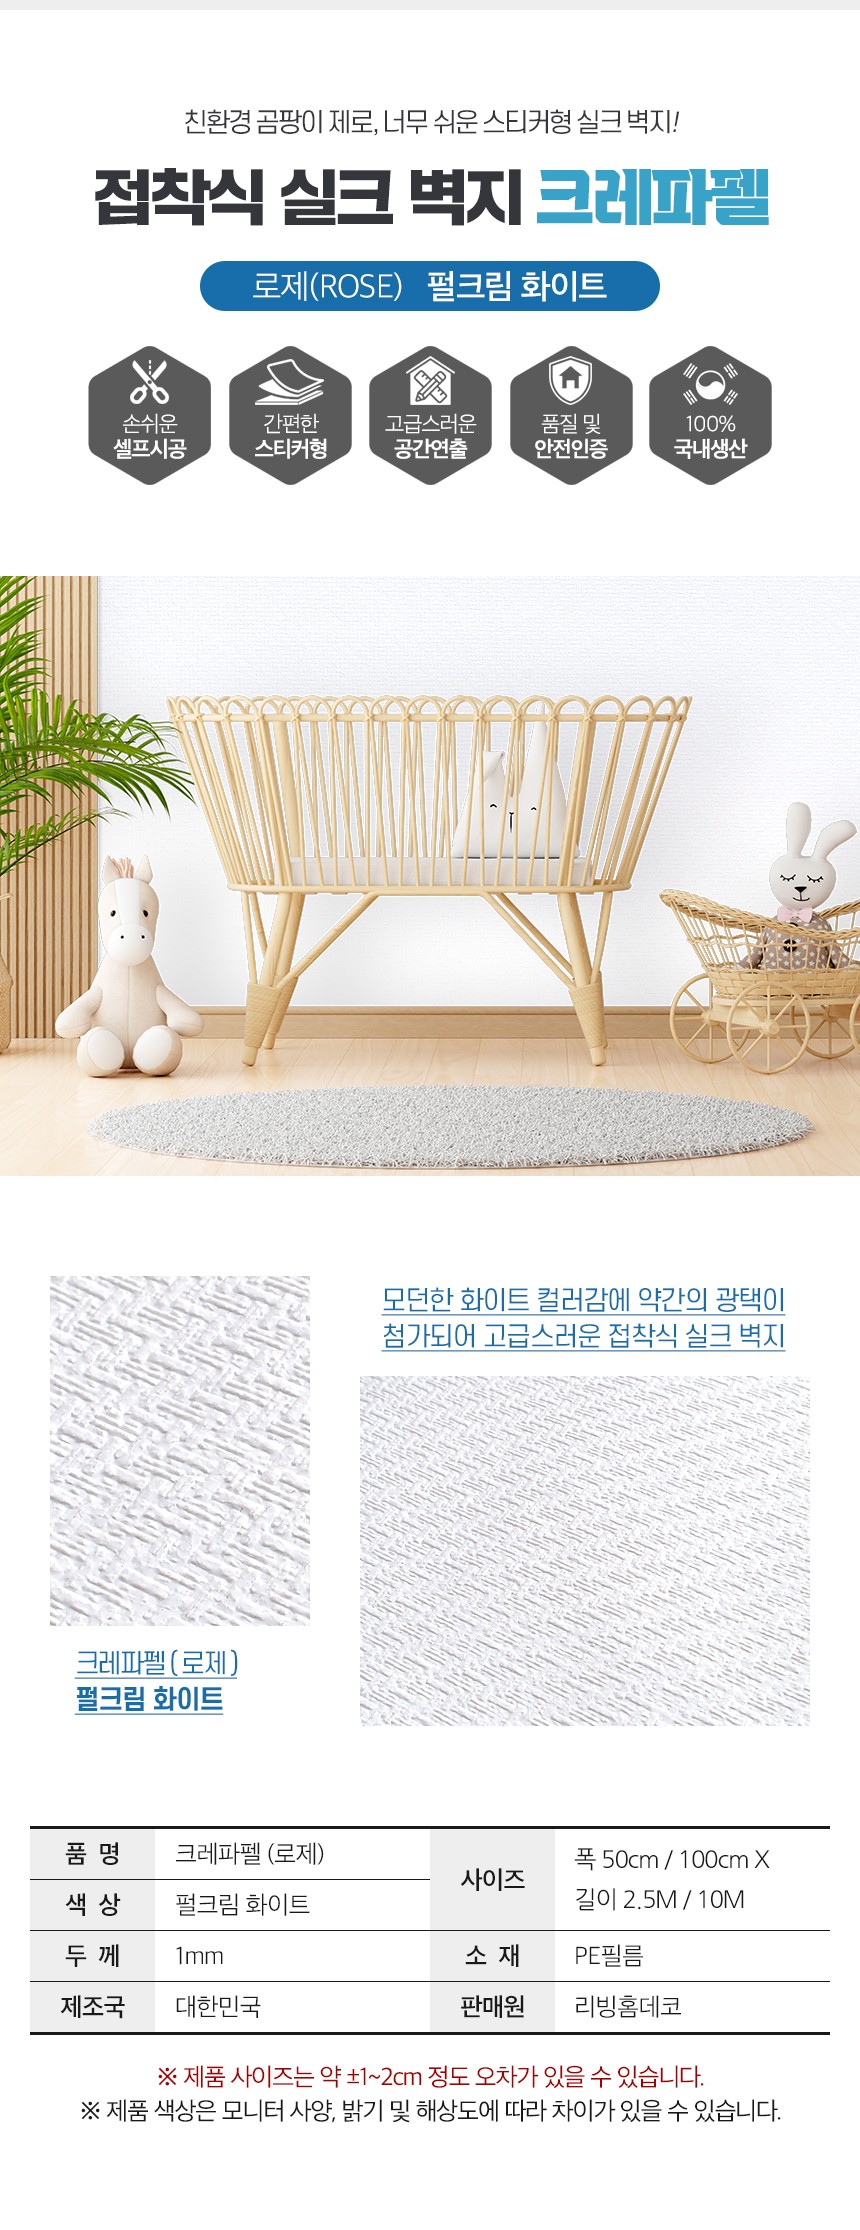 친환경 곰팡이 제로, 너무 쉬운 스티커형 실크 벽지!
접착식 실크 벽지 크레파펠
로제(ROSE) 펄크림 화이트
손쉬운
셀프시공
간편한
스티커형
고급스러운
공간연출
품질 및
안전인증
100%
국내생산
모던한 화이트 컬러감에 약간의 광택이
첨가되어 고급스러운 접착식 실크 벽지
크레파펠 ( 로제 )
펄크림 화이트
품 명 크레파펠 (로제)
색 상 펄크림 화이트
사이즈 폭 50cm / 100cm X
길이 2.5M / 10M
두 께 1mm 소 재 PE필름
제조국 대한민국 판매원 리빙홈데코
※ 제품 사이즈는 약 ±1~2cm 정도 오차가 있을 수 있습니다.
※ 제품 색상은 모니터 사양, 밝기 및 해상도에 따라 차이가 있을 수 있습니다.